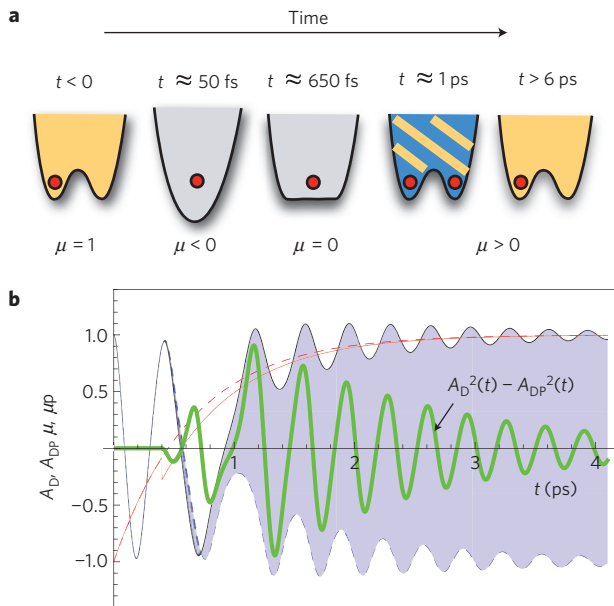 a
Time
t < 0
t ≈ 50 fs
t ≈ 650 fs
t ≈ 1 ps
t > 6 ps
μ = 1
μ < 0
μ = 0
μ > 0
b
1.0
0.5
0
−0.5
−1.0
1
2
3
4
A_D, A_DP μ, μp
A_D²(t) − A_DP²(t)
t (ps)